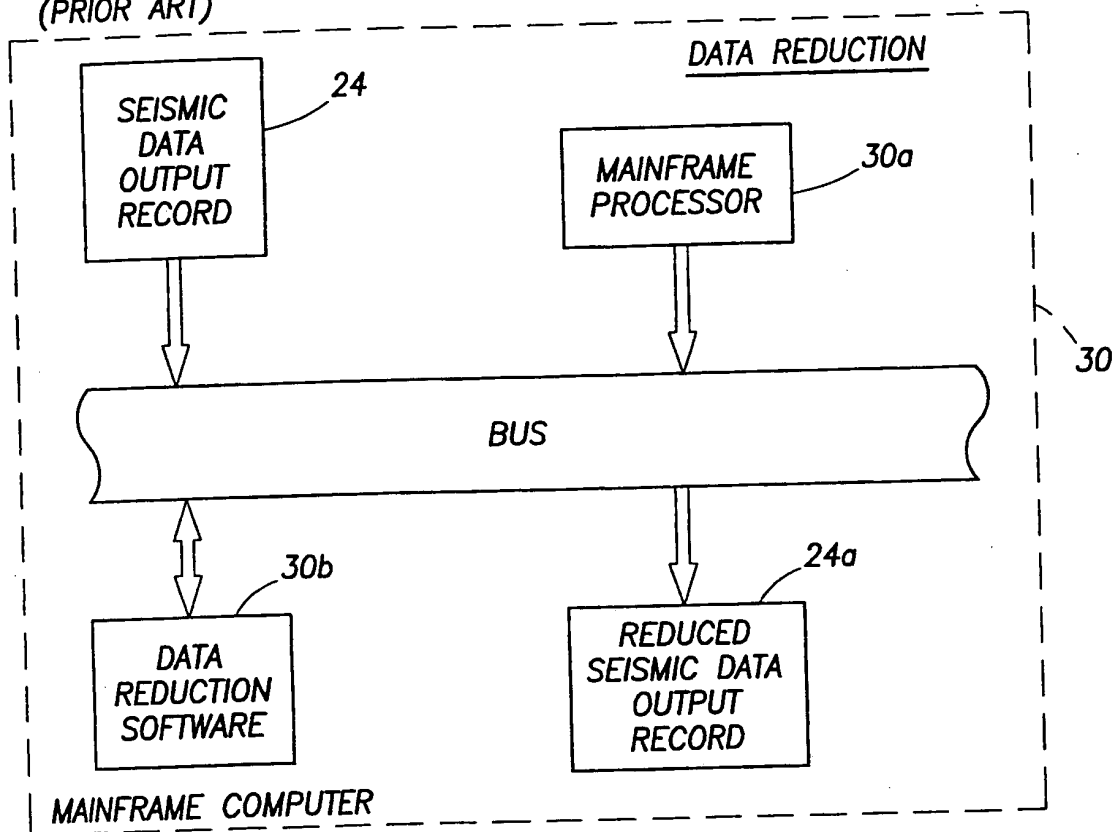 (PRIOR ART)
DATA REDUCTION
SEISMIC
DATA
OUTPUT
RECORD
24
MAINFRAME
PROCESSOR
30a
30
BUS
30b
DATA
REDUCTION
SOFTWARE
24a
REDUCED
SEISMIC DATA
OUTPUT
RECORD
MAINFRAME COMPUTER